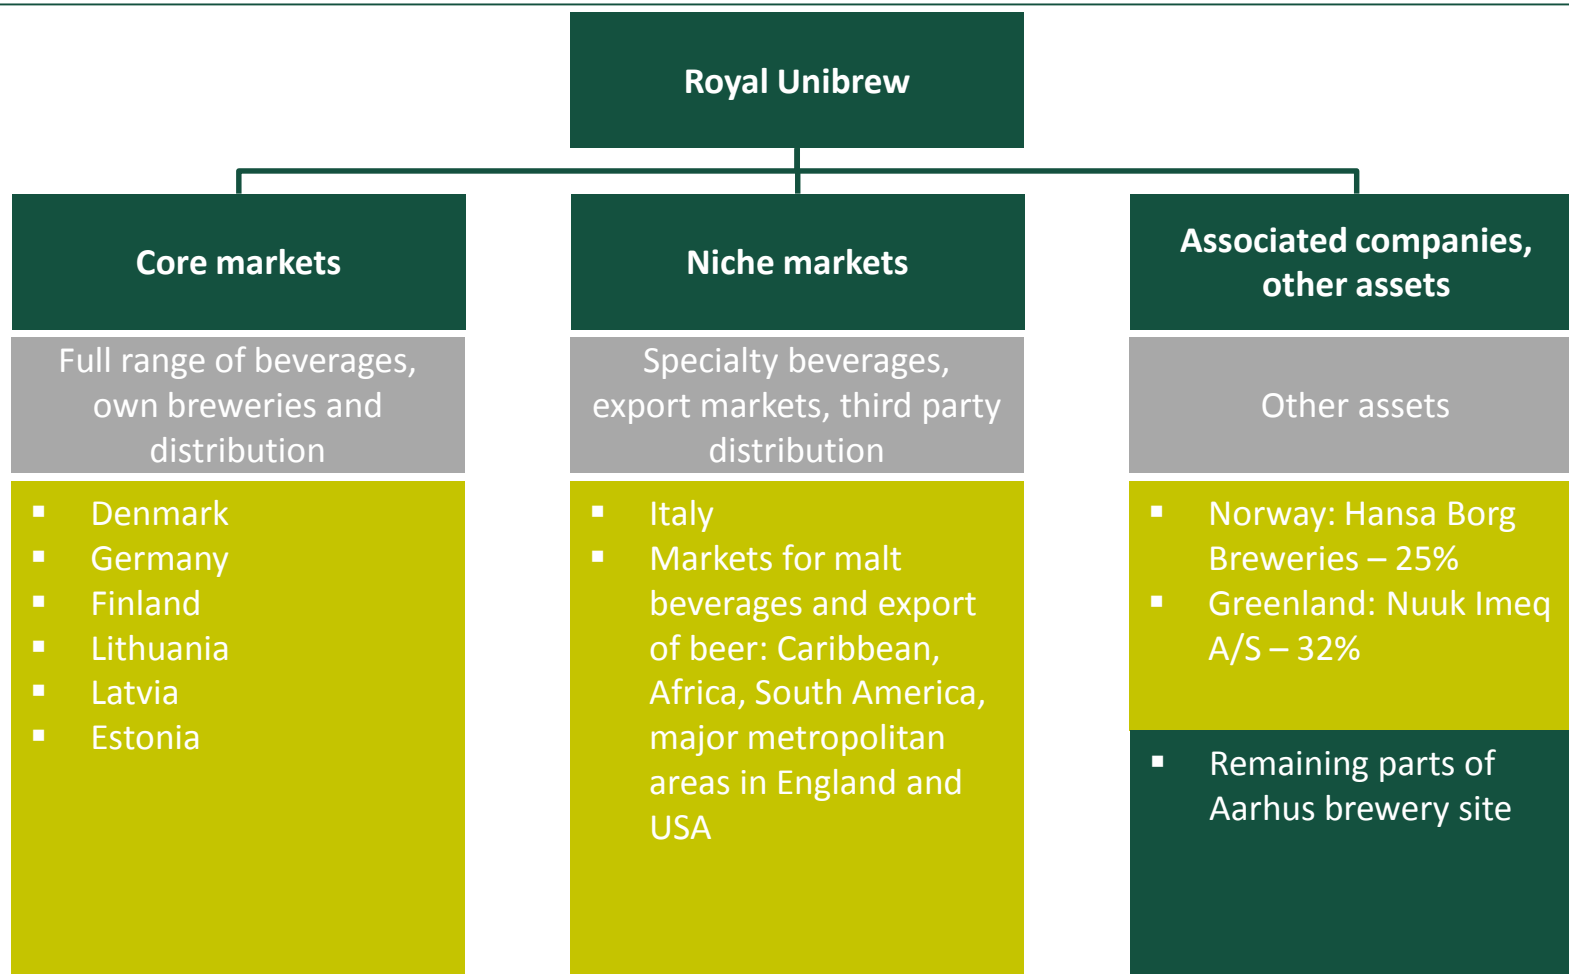 Royal Unibrew
Core markets
Full range of beverages,
own breweries and
distribution
▪ Denmark
▪ Germany
▪ Finland
▪ Lithuania
▪ Latvia
▪ Estonia
Niche markets
Specialty beverages,
export markets, third party
distribution
▪ Italy
▪ Markets for malt
beverages and export
of beer: Caribbean,
Africa, South America,
major metropolitan
areas in England and
USA
Associated companies,
other assets
Other assets
▪ Norway: Hansa Borg
Breweries – 25%
▪ Greenland: Nuuk Imeq
A/S – 32%
▪ Remaining parts of
Aarhus brewery site